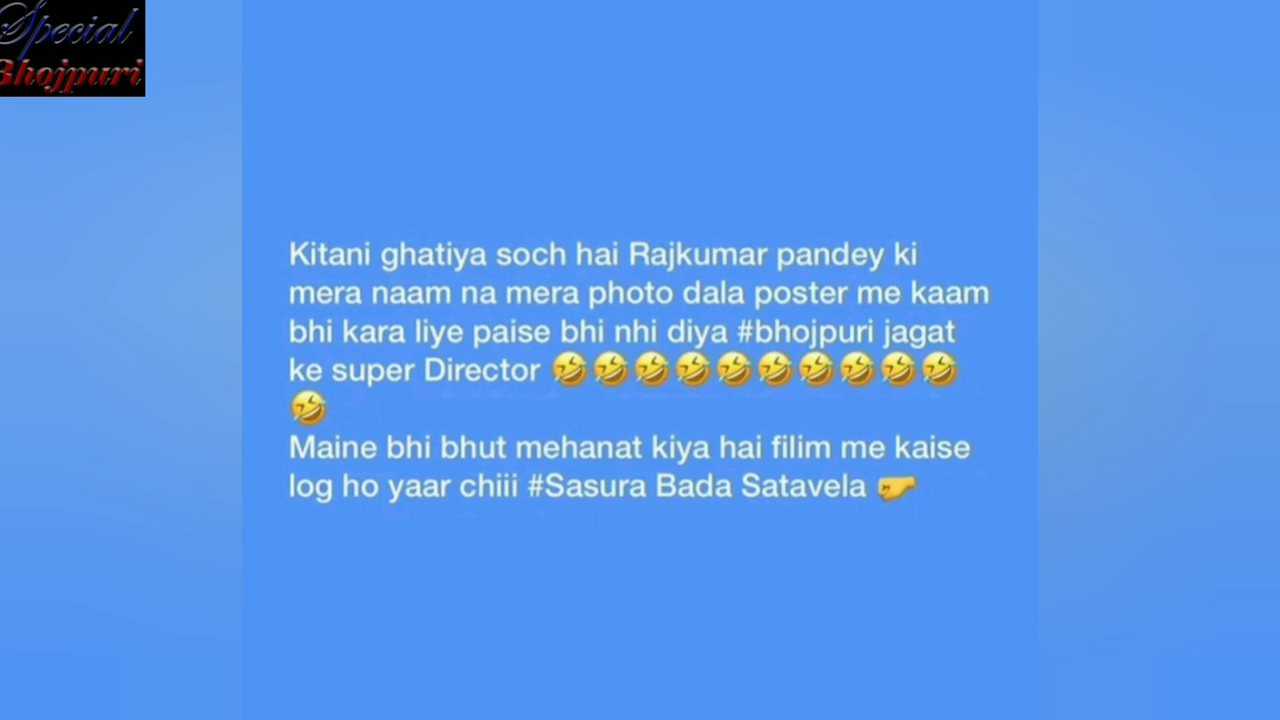 Special
Bhojpuri
Kitani ghatiya soch hai Rajkumar pandey ki
mera naam na mera photo dala poster me kaam
bhi kara liye paise bhi nhi diya #bhojpuri jagat
ke super Director 🤣🤣🤣🤣🤣🤣🤣🤣🤣🤣
🤣
Maine bhi bhut mehanat kiya hai filim me kaise
log ho yaar chiii #Sasura Bada Satavela 🤛